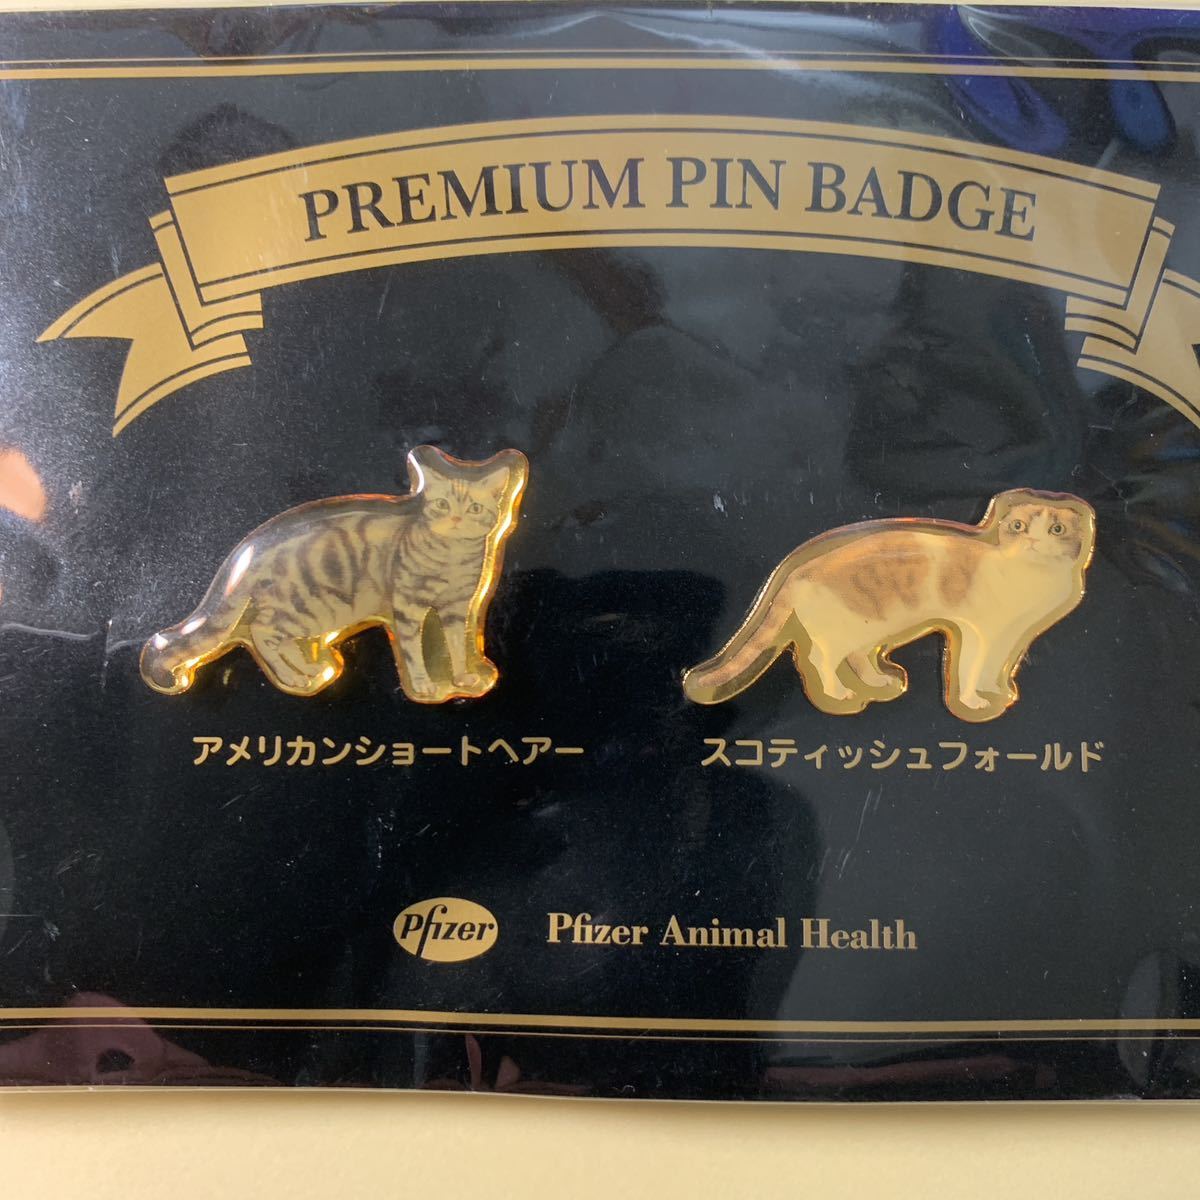 PREMIUM PIN BADGE
アメリカンショートヘアー
スコティッシュフォールド
Pfizer
Pfizer Animal Health